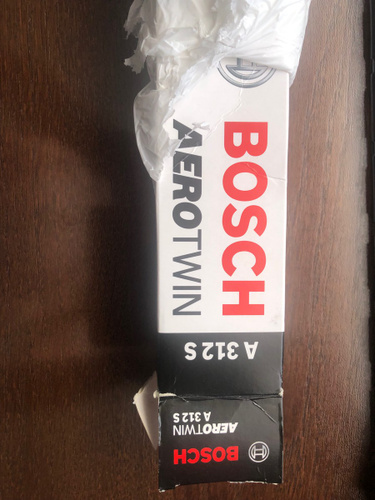 BOSCH
AEROTWIN
A 312 S
BOSCH
AEROTWIN
A 312 S